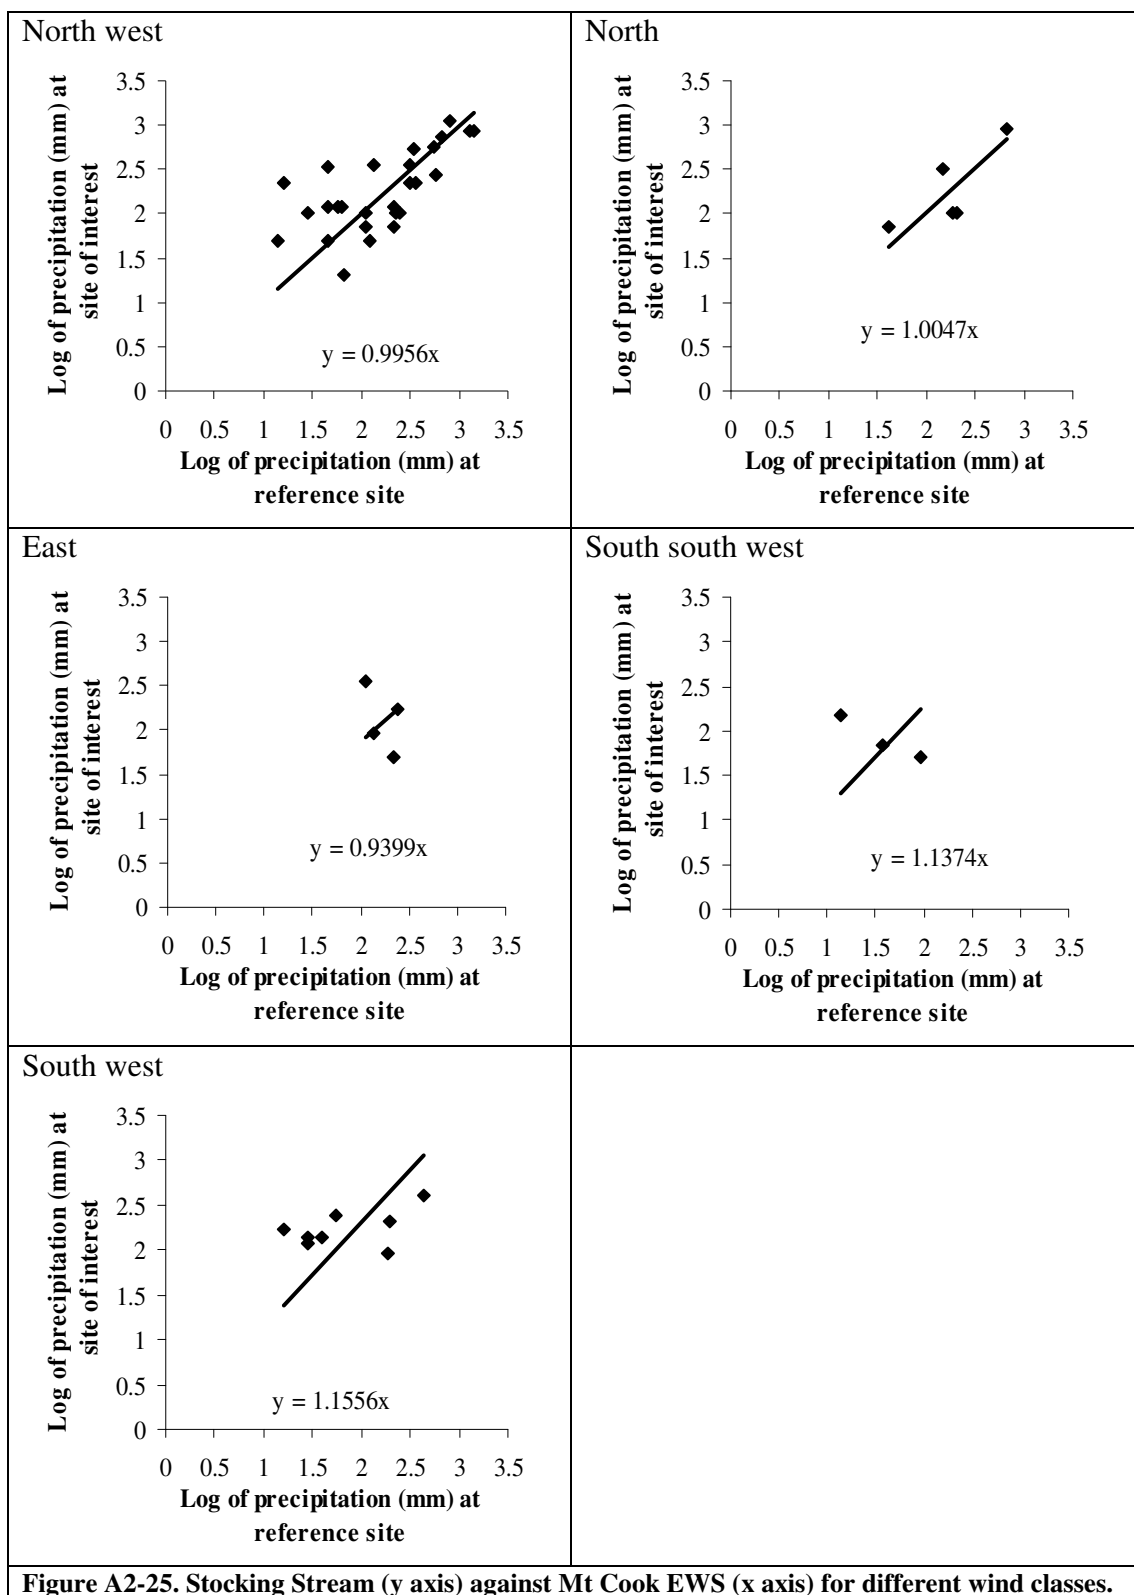 North west
Log of precipitation (mm) at
site of interest
3.5
3
2.5
2
1.5
1
0.5
0
y = 0.9956x
0 0.5 1 1.5 2 2.5 3 3.5
Log of precipitation (mm) at
reference site
North
Log of precipitation (mm) at
site of interest
3.5
3
2.5
2
1.5
1
0.5
0
y = 1.0047x
0 0.5 1 1.5 2 2.5 3 3.5
Log of precipitation (mm) at
reference site
East
Log of precipitation (mm) at
site of interest
3.5
3
2.5
2
1.5
1
0.5
0
y = 0.9399x
0 0.5 1 1.5 2 2.5 3 3.5
Log of precipitation (mm) at
reference site
South south west
Log of precipitation (mm) at
site of interest
3.5
3
2.5
2
1.5
1
0.5
0
y = 1.1374x
0 0.5 1 1.5 2 2.5 3 3.5
Log of precipitation (mm) at
reference site
South west
Log of precipitation (mm) at
site of interest
3.5
3
2.5
2
1.5
1
0.5
0
y = 1.1556x
0 0.5 1 1.5 2 2.5 3 3.5
Log of precipitation (mm) at
reference site
Figure A2-25. Stocking Stream (y axis) against Mt Cook EWS (x axis) for different wind classes.